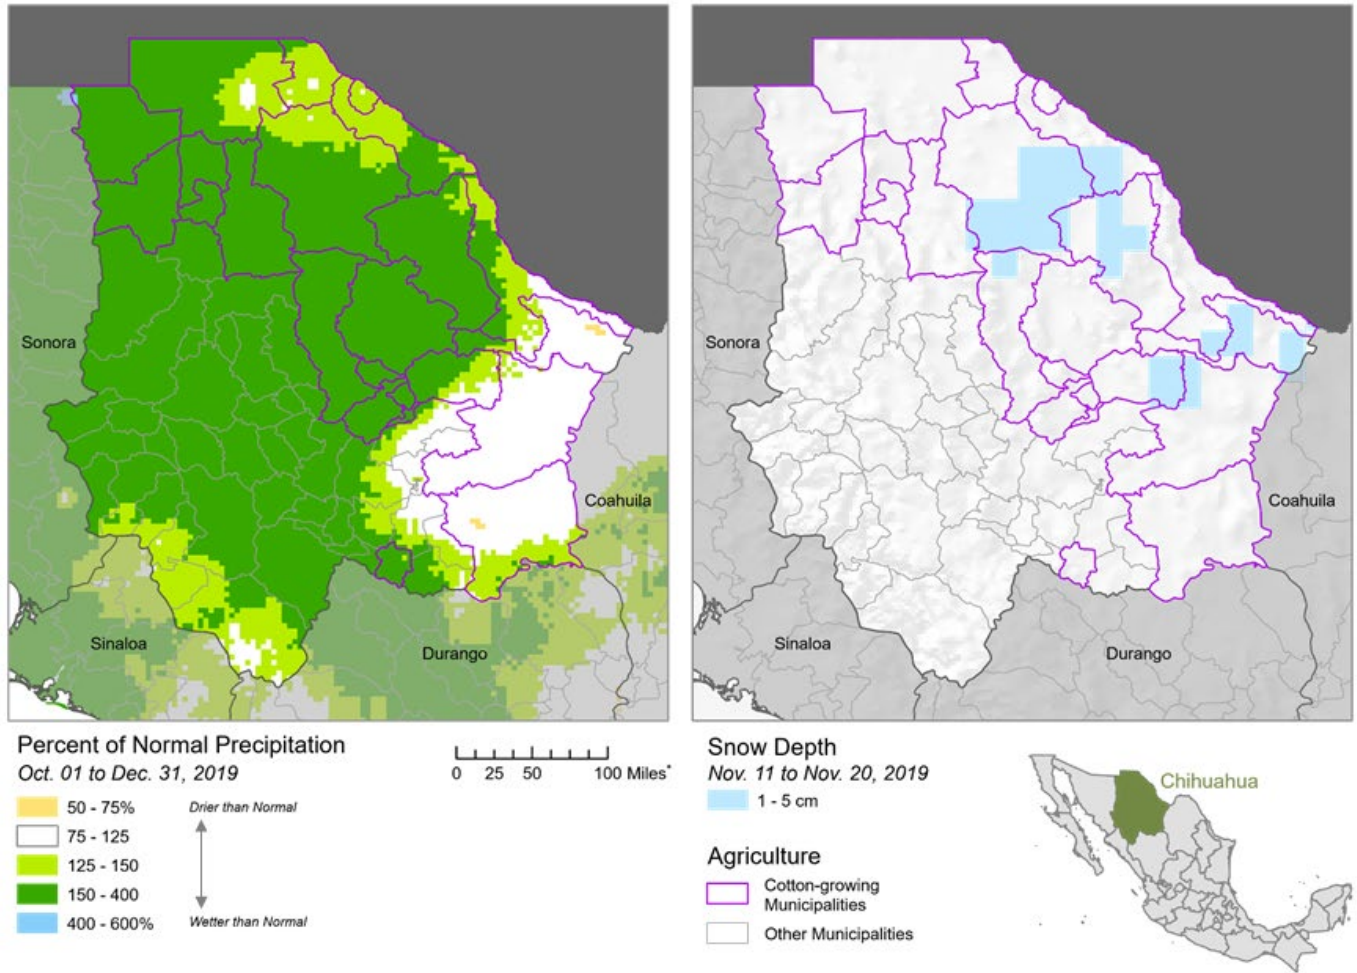 Sonora
Sinaloa
Durango
Coahuila
Sonora
Sinaloa
Durango
Coahuila
Percent of Normal Precipitation
Oct. 01 to Dec. 31, 2019
50 - 75%
75 - 125
125 - 150
150 - 400
400 - 600%
Drier than Normal
Wetter than Normal
0 25 50 100 Miles*
Snow Depth
Nov. 11 to Nov. 20, 2019
1 - 5 cm
Agriculture
Cotton-growing
Municipalities
Other Municipalities
Chihuahua